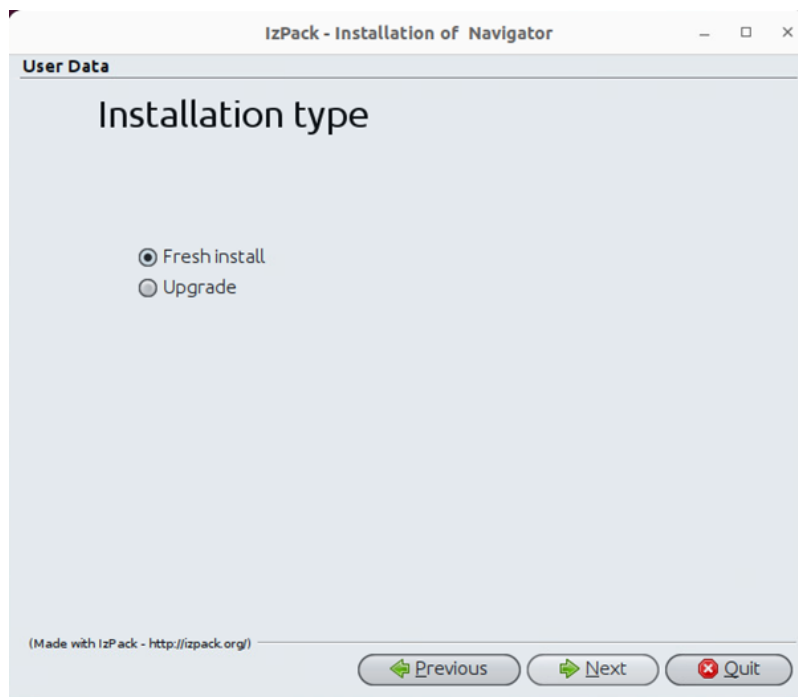 IzPack - Installation of Navigator
User Data
Installation type
Fresh install
Upgrade
(Made with IzPack - http://izpack.org/)
Previous Next Quit